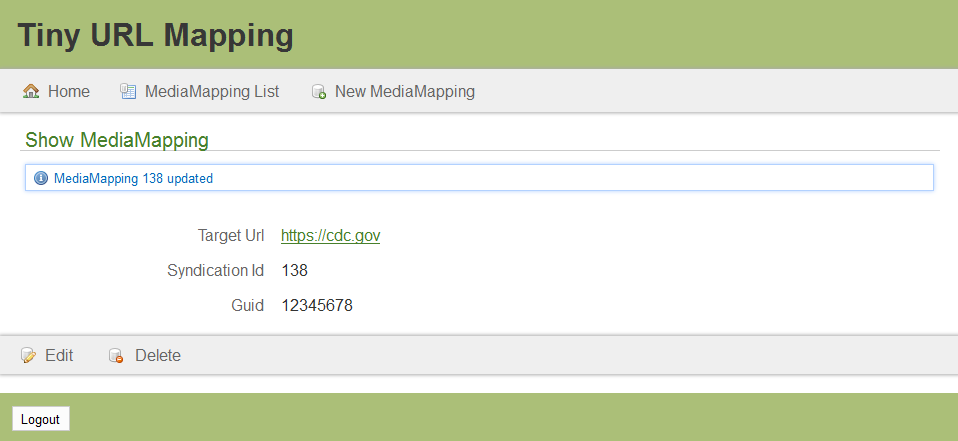 Tiny URL Mapping
Home MediaMapping List New MediaMapping
Show MediaMapping
MediaMapping 138 updated
Target Url https://cdc.gov
Syndication Id 138
Guid 12345678
Edit Delete
Logout